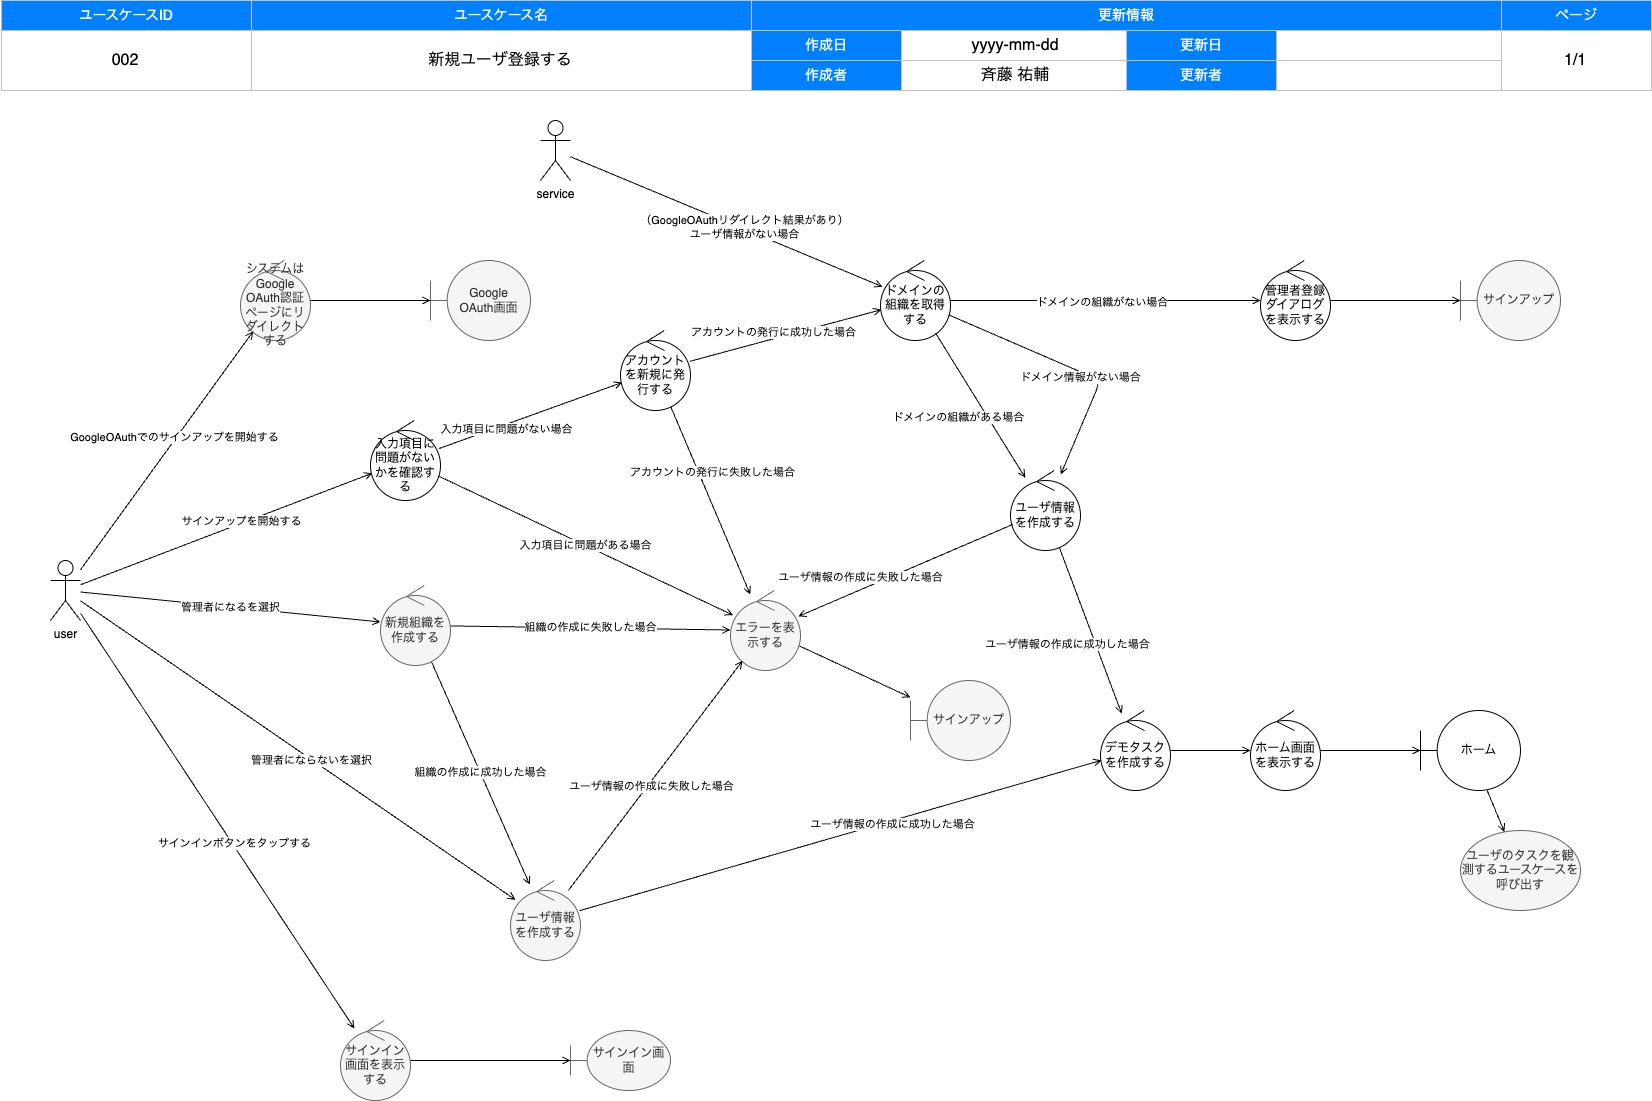 ユースケースID
ユースケース名
更新情報
ページ
002
新規ユーザ登録する
作成日
yyyy-mm-dd
更新日
1/1
作成者
斉藤 祐輔
更新者
service
（GoogleOAuthリダイレクト結果があり）
ユーザ情報がない場合
システムは
Google
OAuth認証
ページにリ
ダイレクト
する
Google
OAuth画面
ドメインの
組織を取得
する
ドメインの組織がない場合
管理者登録
ダイアログ
を表示する
サインアップ
アカウントの発行に成功した場合
アカウント
を新規に発
行する
ドメイン情報がない場合
ドメインの組織がある場合
GoogleOAuthでのサインアップを開始する
入力項目に問題がない場合
入力項目に
問題がない
かを確認す
る
アカウントの発行に失敗した場合
サインアップを開始する
ユーザ情報
を作成する
入力項目に問題がある場合
ユーザ情報の作成に失敗した場合
user
管理者になるを選択
新規組織を
作成する
組織の作成に失敗した場合
エラーを表
示する
ユーザ情報の作成に成功した場合
サインアップ
管理者にならないを選択
組織の作成に成功した場合
ユーザ情報の作成に失敗した場合
デモタスク
を作成する
ホーム画面
を表示する
ホーム
ユーザ情報の作成に成功した場合
サインインボタンをタップする
ユーザのタスクを観
測するユースケースを
呼び出す
ユーザ情報
を作成する
サインイン
画面を表示
する
サインイン画
面